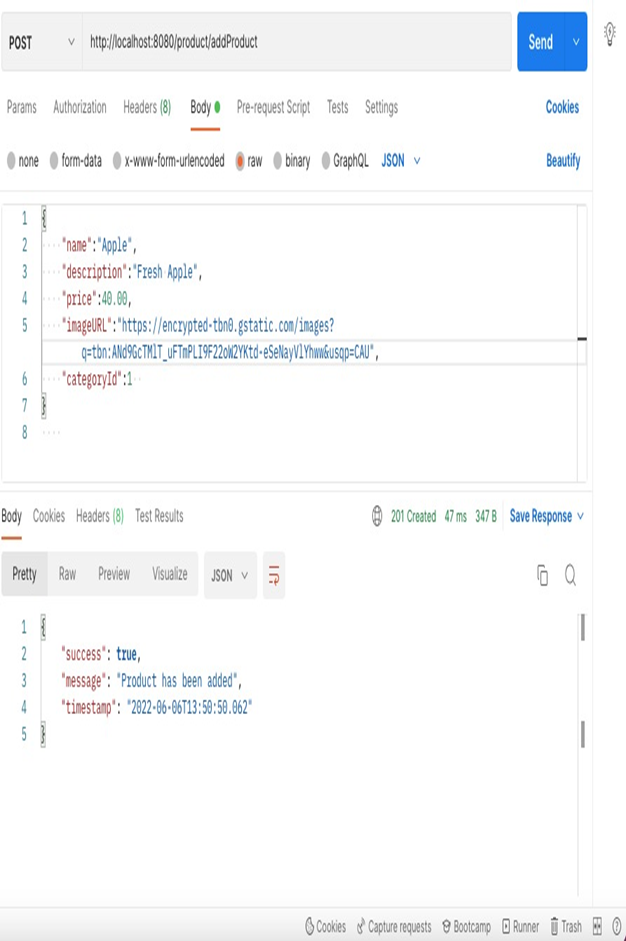 POST http://localhost:8080/product/addProduct Send
Params Authorization Headers (8) Body Pre-request Script Tests Settings Cookies
none form-data x-www-form-urlencoded raw binary GraphQL JSON Beautify
1 {
2 "name":"Apple",
3 "description":"Fresh Apple",
4 "price":40.00,
5 "imageURL":"https://encrypted-tbn0.gstatic.com/images?
q=tbn:ANd9GcTMlT_uFTmPLI9F22oW2YKtd-eSeNayVlYhww&usqp=CAU",
6 "categoryId":1
7 }
8
Body Cookies Headers (8) Test Results 201 Created 47 ms 347 B Save Response
Pretty Raw Preview Visualize JSON
1 {
2 "success": true,
3 "message": "Product has been added",
4 "timestamp": "2022-06-06T13:50:50.062"
5 }
Cookies Capture requests Bootcamp Runner Trash